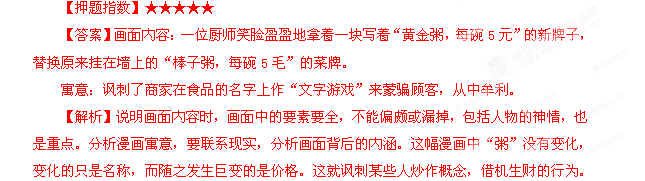 【押题指数】★★★★★
【答案】画面内容：一位厨师笑脸盈盈地拿着一块写着“黄金粥，每碗 5 元”的新牌子，
替换原来挂在墙上的“棒子粥，每碗 5 毛”的菜牌。
寓意：讽刺了商家在食品的名字上作“文字游戏”来蒙骗顾客，从中牟利。
【解析】说明画面内容时，画面中的要素要全，不能偏颇或漏掉，包括人物的神情，也
是重点。分析漫画寓意，要联系现实，分析画面背后的内涵。这幅漫画中“粥”没有变化，
变化的只是名称，而随之发生巨变的是价格。这就讽刺某些人炒作概念，借机生财的行为。